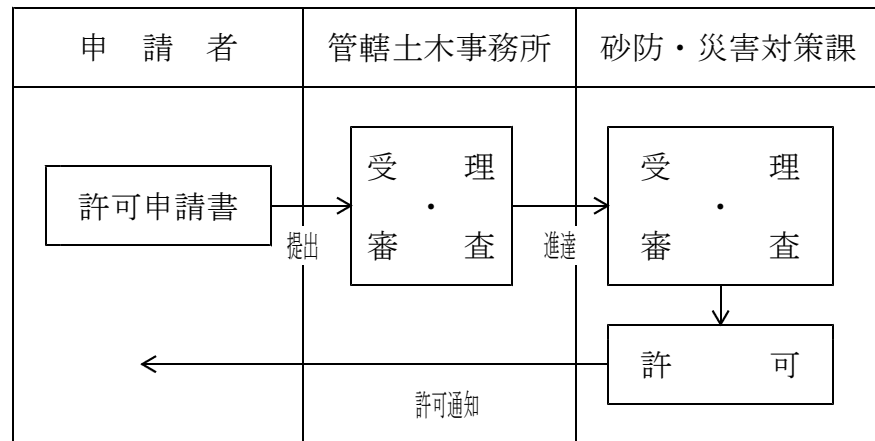 申請者
管轄土木事務所
砂防・災害対策課
許可申請書
提出
受理
・
審査
進達
受理
・
審査
許可
許可通知